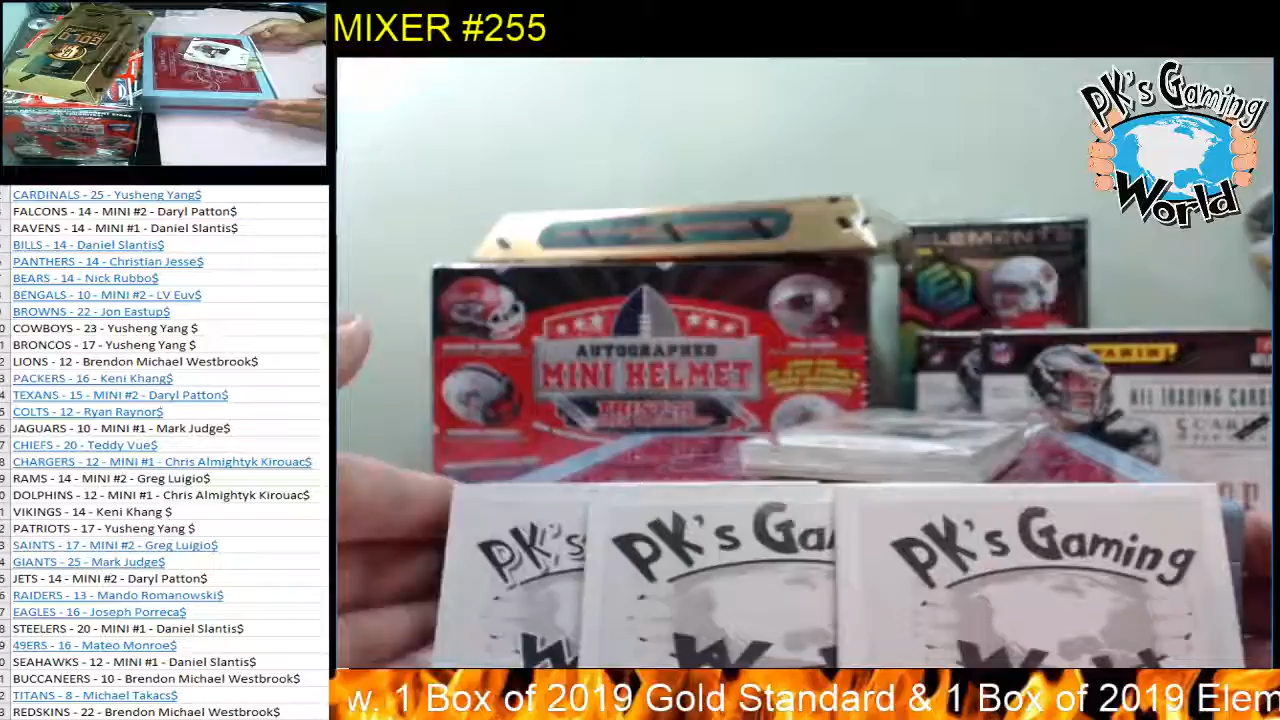 MIXER #255
PK's Gaming World
CARDINALS - 25 - Yusheng Yang$
FALCONS - 14 - MINI #2 - Daryl Patton$
RAVENS - 14 - MINI #1 - Daniel Slantis$
BILLS - 14 - Daniel Slantis$
PANTHERS - 14 - Christian Jesse$
BEARS - 14 - Nick Rubbo$
BENGALS - 10 - MINI #2 - LV Euv$
BROWNS - 22 - Jon Eastup$
COWBOYS - 23 - Yusheng Yang $
BRONCOS - 17 - Yusheng Yang $
LIONS - 12 - Brendon Michael Westbrook$
PACKERS - 16 - Keni Khang$
TEXANS - 15 - MINI #2 - Daryl Patton$
COLTS - 12 - Ryan Raynor$
JAGUARS - 10 - MINI #1 - Mark Judge$
CHIEFS - 20 - Teddy Vue$
CHARGERS - 12 - MINI #1 - Chris Almightyk Kirouac$
RAMS - 14 - MINI #2 - Greg Luigio$
DOLPHINS - 12 - MINI #1 - Chris Almightyk Kirouac$
VIKINGS - 14 - Keni Khang $
PATRIOTS - 17 - Yusheng Yang $
SAINTS - 17 - MINI #2 - Greg Luigio$
GIANTS - 25 - Mark Judge$
JETS - 14 - MINI #2 - Daryl Patton$
RAIDERS - 13 - Mando Romanowski$
EAGLES - 16 - Joseph Porreca$
STEELERS - 20 - MINI #1 - Daniel Slantis$
49ERS - 16 - Mateo Monroe$
SEAHAWKS - 12 - MINI #1 - Daniel Slantis$
BUCCANEERS - 10 - Brendon Michael Westbrook$
TITANS - 8 - Michael Takacs$
REDSKINS - 22 - Brendon Michael Westbrook$
ELEMENTS
AUTOGRAPHED
MINI HELMET
PANINI
NFL TRADING CARDS
PK's
PK's Ga
PK's Gaming
w. 1 Box of 2019 Gold Standard & 1 Box of 2019 Elem